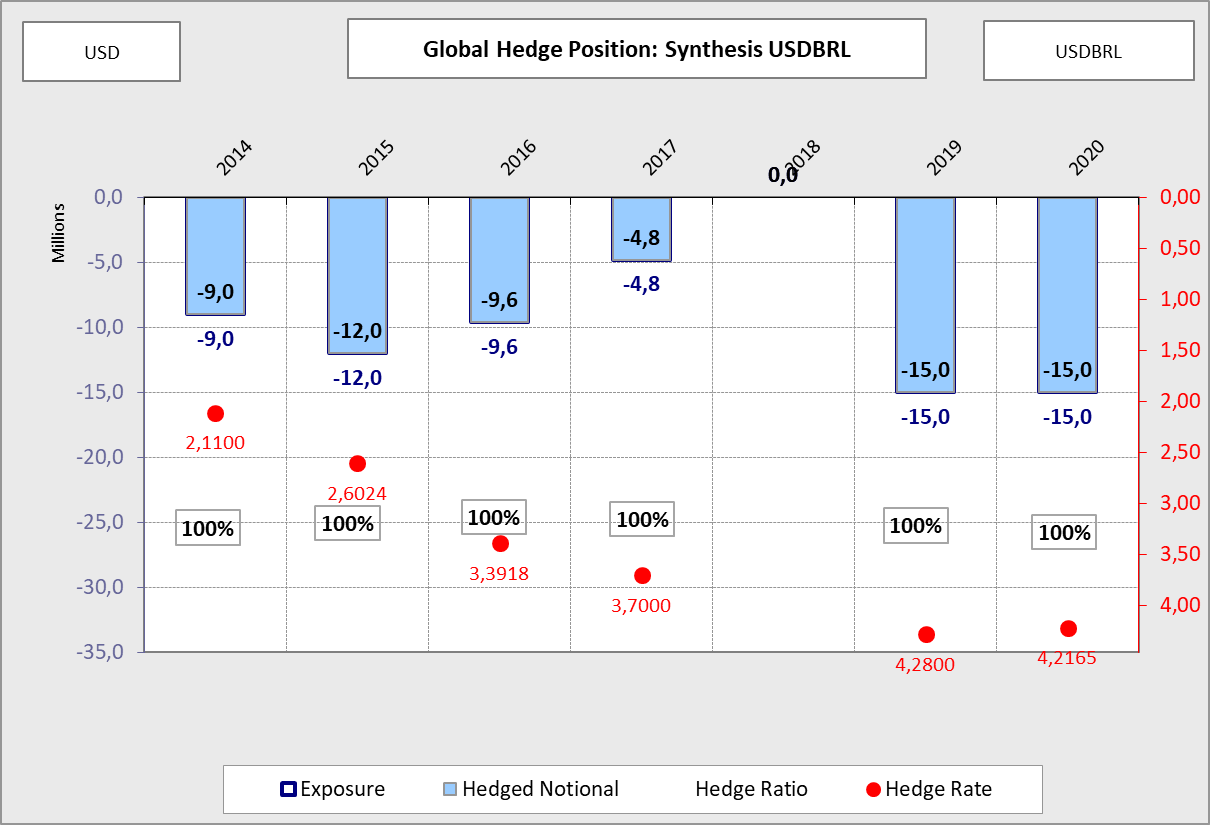 USD
Global Hedge Position: Synthesis USDBRL
USDBRL
2014 2015 2016 2017 2018 2019 2020
0,0
0,0 0,00
Millions
-4,8 0,50
-5,0
-4,8
-9,0 -9,6 1,00
-10,0 -12,0
-9,0 -9,6 1,50
-12,0 -15,0 -15,0
-15,0 2,00
-15,0 -15,0
2,1100
-20,0 2,50
2,6024
3,00
-25,0 100% 100% 100% 100% 100% 100%
3,50
3,3918
-30,0
3,7000 4,00
-35,0
4,2800 4,2165
Exposure Hedged Notional Hedge Ratio Hedge Rate